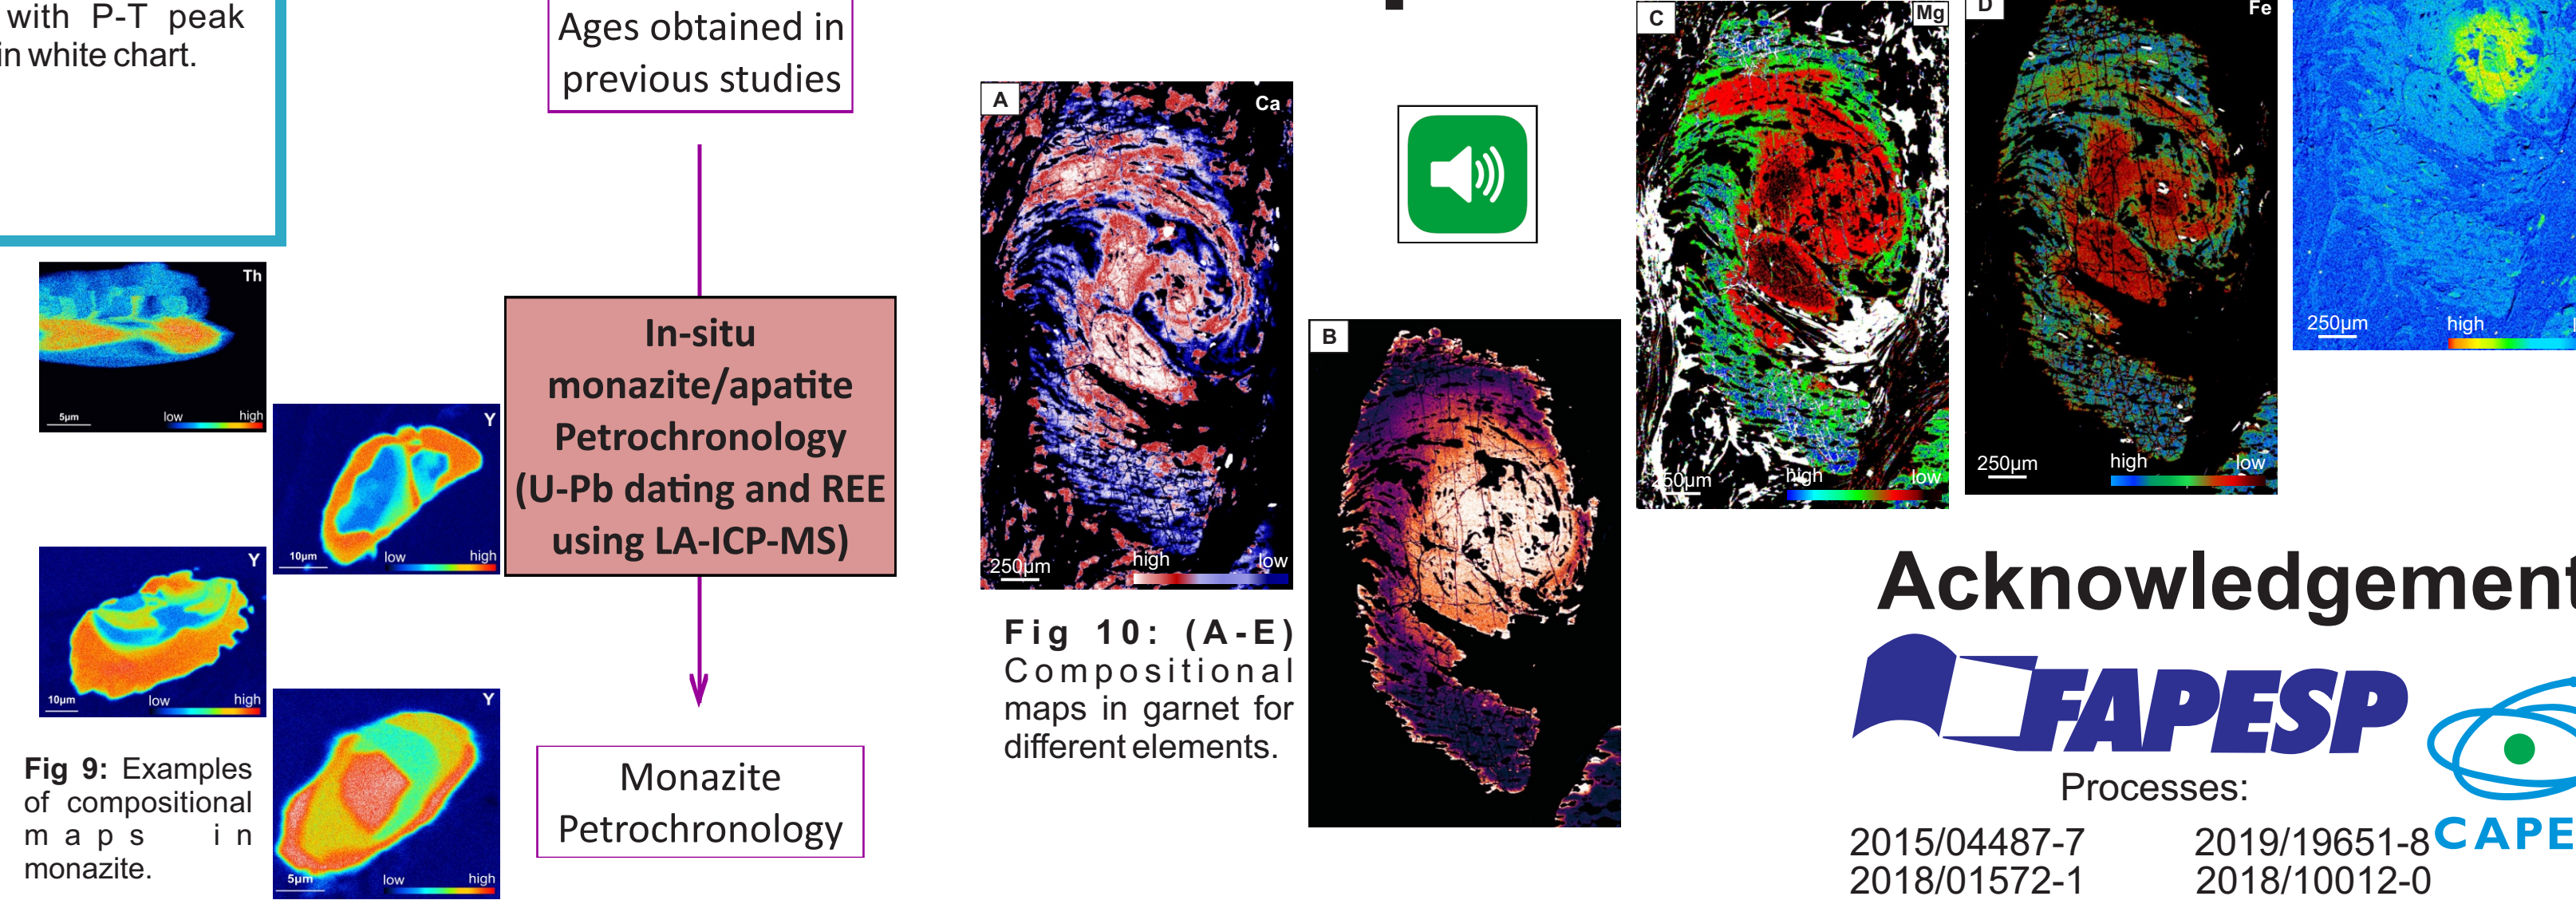 with P-T peak
in white chart.
Th
5µm
low
high
Y
10µm
low
high
Y
10µm
low
high
Y
5µm
low
high
Fig 9: Examples
of compositional
maps in
monazite.
Ages obtained in
previous studies
In-situ
monazite/apatite
Petrochronology
(U-Pb dating and REE
using LA-ICP-MS)
Monazite
Petrochronology
A
Ca
250µm
high
low
Fig 10: (A-E)
Compositional
maps in garnet for
different elements.
B
C
Mg
250µm
high
low
D
Fe
250µm
high
low
250µm
high
Acknowledgement
FAPESP
Processes:
2015/04487-7 2019/19651-8
2018/01572-1 2018/10012-0
CAPE